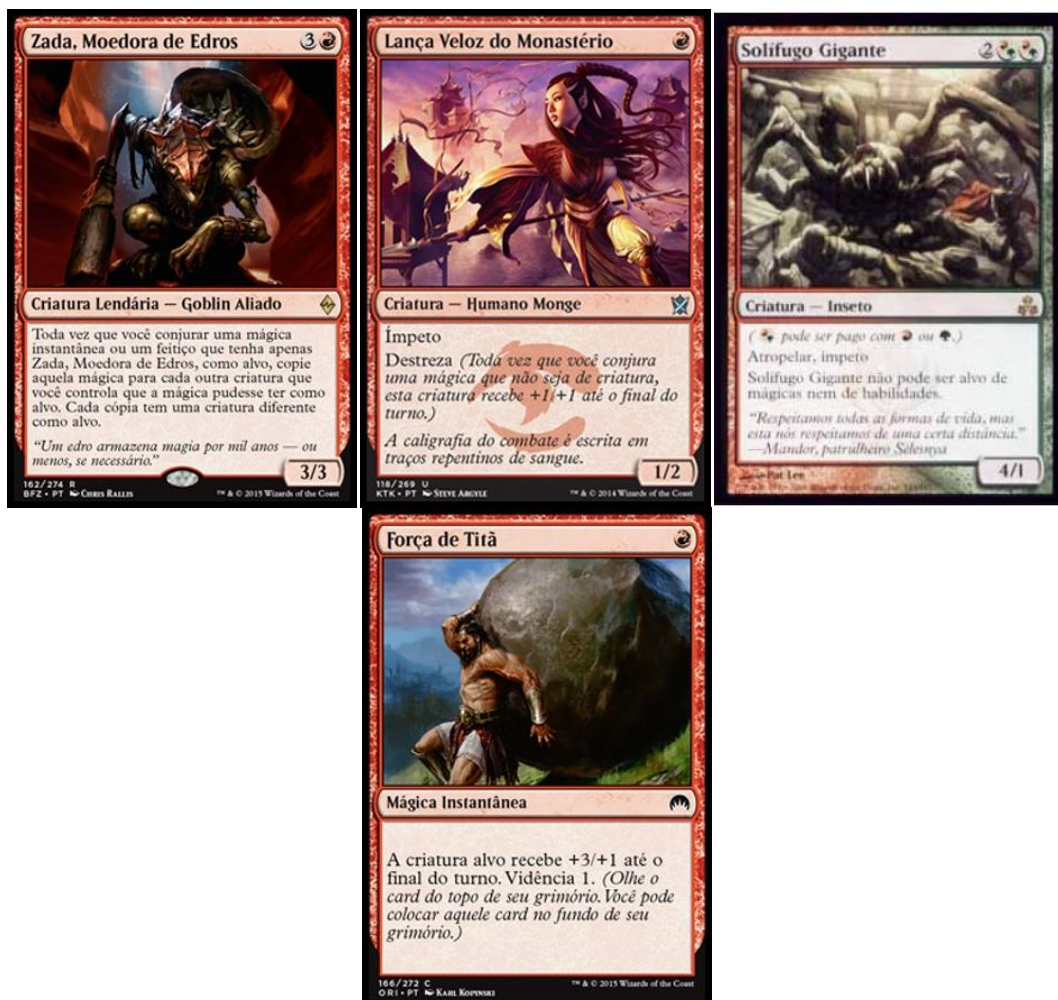 Zada, Moedora de Edros 3
Criatura Lendária — Goblin Aliado
Toda vez que você conjurar uma mágica
instantânea ou um feitiço que tenha apenas
Zada, Moedora de Edros, como alvo, copie
aquela mágica para cada outra criatura que
você controla que a mágica pudesse ter como
alvo. Cada cópia tem uma criatura diferente
como alvo.
“Um edro armazena magia por mil anos — ou
menos, se necessário.”
3/3
162/274 R
BFZ • PT CHRIS RALLIS
™ & © 2015 Wizards of the Coast
Lança Veloz do Monastério
Criatura — Humano Monge
Ímpeto
Destreza (Toda vez que você conjura
uma mágica que não seja de criatura,
esta criatura recebe +1/+1 até o final do
turno.)
A caligrafia do combate é escrita em
traços repentinos de sangue.
1/2
118/269 U
KTK • PT STEVE ARGYLE
™ & © 2014 Wizards of the Coast
Solífugo Gigante 2
Criatura — Inseto
( pode ser pago com ou .)
Atropelar, ímpeto
Solífugo Gigante não pode ser alvo de
mágicas nem de habilidades.
“Respeitamos todas as formas de vida, mas
esta nós respeitamos de uma certa distância.”
—Mandor, patrulheiro Selesnya
Pat Lee
4/1
Força de Titã
Mágica Instantânea
A criatura alvo recebe +3/+1 até o
final do turno. Vidência 1. (Olhe o
card do topo de seu grimório. Você pode
colocar aquele card no fundo de seu
grimório.)
166/272 C
ORI • PT KARL KOPINSKI
™ & © 2015 Wizards of the Coast